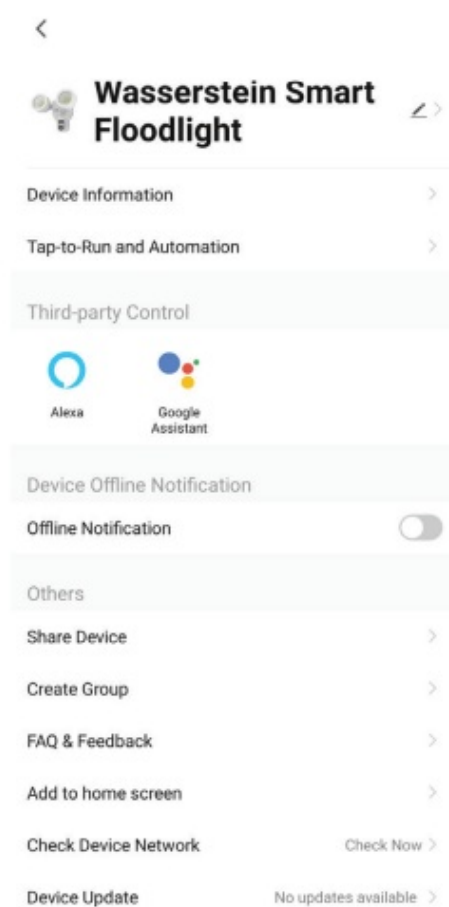 Wasserstein Smart
Floodlight
Device Information
Tap-to-Run and Automation
Third-party Control
Alexa
Google
Assistant
Device Offline Notification
Offline Notification
Others
Share Device
Create Group
FAQ & Feedback
Add to home screen
Check Device Network Check Now
Device Update No updates available